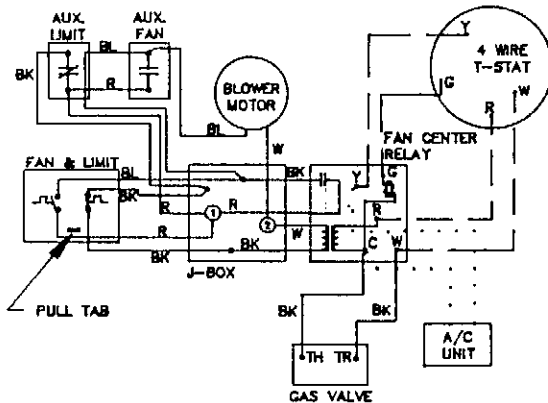 AUX.
LIMIT
AUX.
FAN
BL
BK
R
BLOWER
MOTOR
BL
W
Y
4 WIRE
T-STAT
G
R
W
FAN CENTER
RELAY
FAN & LIMIT
BL
BK
R
R
BK
1
R
2
W
BK
J-BOX
BK
Y
G
R
C
W
PULL TAB
BK
BK
TH TR
GAS VALVE
A/C
UNIT